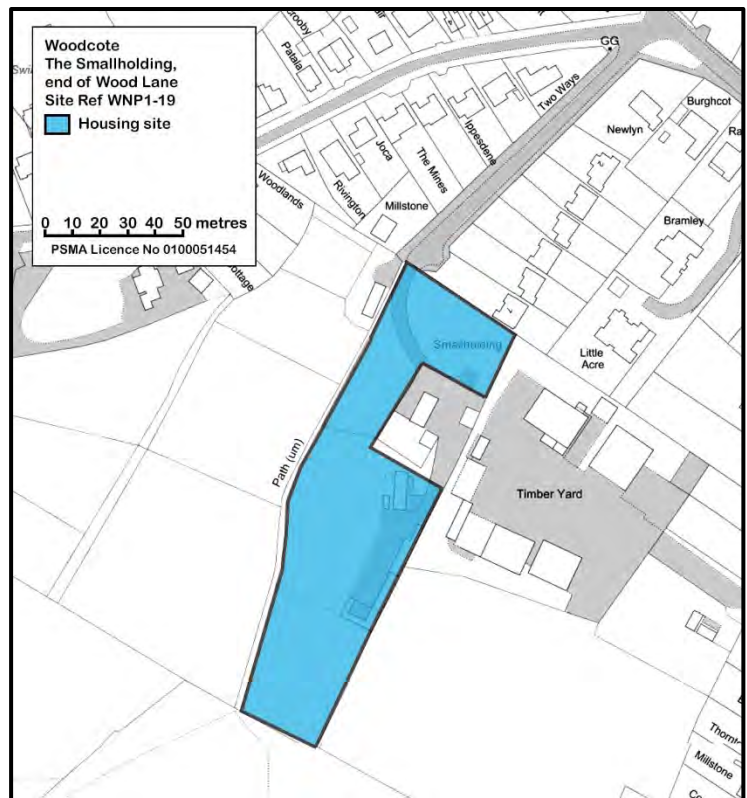 Woodcote
The Smallholding,
end of Wood Lane
Site Ref WNP1-19
Housing site
0 10 20 30 40 50 metres
PSMA Licence No 0100051454
Crooby
Patala
GG
Two Ways
Burghcot
Newlyn
Ippesdene
The Mines
Joca
Rivington
Woodlands
Millstone
Bramley
Smallholding
Little
Acre
Path (um)
Timber Yard
Millstone